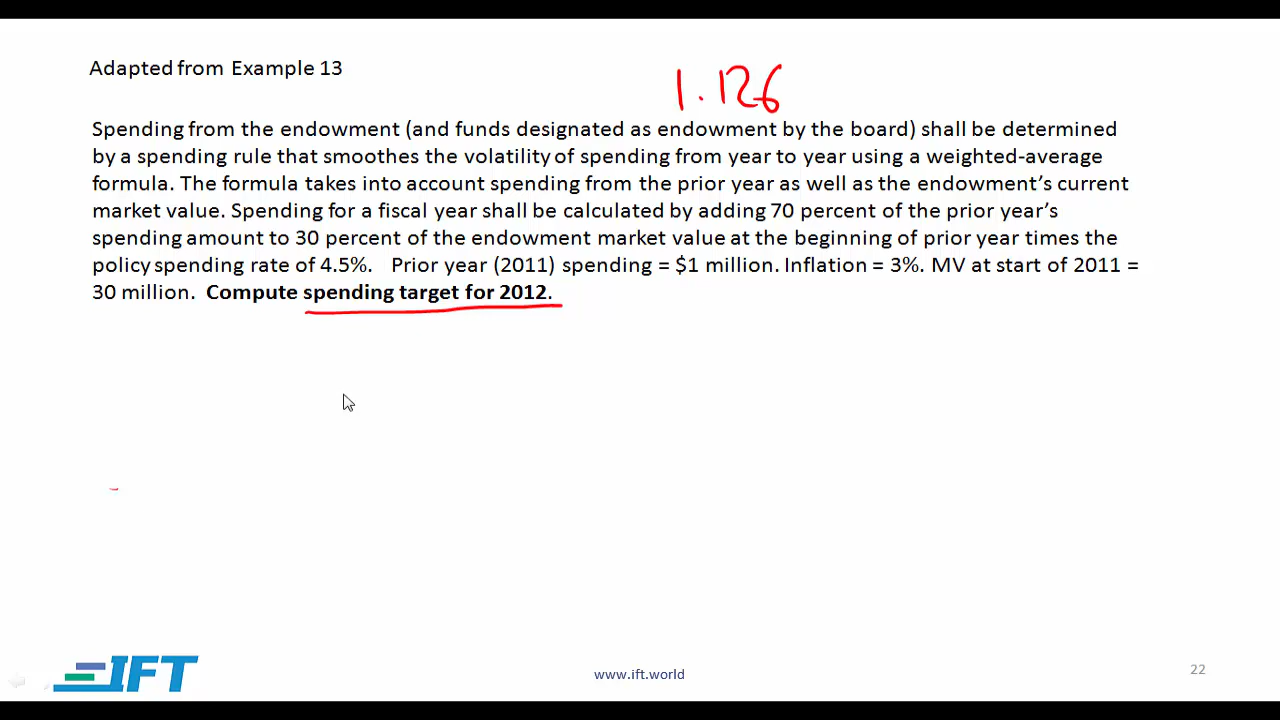 Adapted from Example 13
1.126
Spending from the endowment (and funds designated as endowment by the board) shall be determined
by a spending rule that smoothes the volatility of spending from year to year using a weighted-average
formula. The formula takes into account spending from the prior year as well as the endowment’s current
market value. Spending for a fiscal year shall be calculated by adding 70 percent of the prior year’s
spending amount to 30 percent of the endowment market value at the beginning of prior year times the
policy spending rate of 4.5%. Prior year (2011) spending = $1 million. Inflation = 3%. MV at start of 2011 =
30 million. Compute spending target for 2012.
IFT
www.ift.world
22